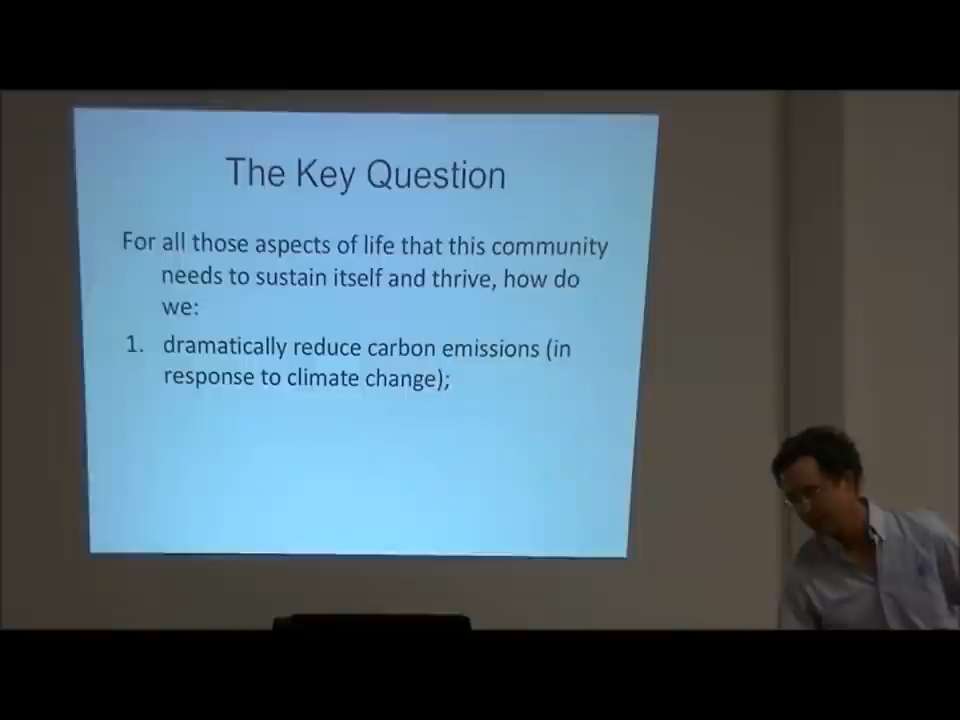 The Key Question
For all those aspects of life that this community
needs to sustain itself and thrive, how do
we:
1. dramatically reduce carbon emissions (in
response to climate change);